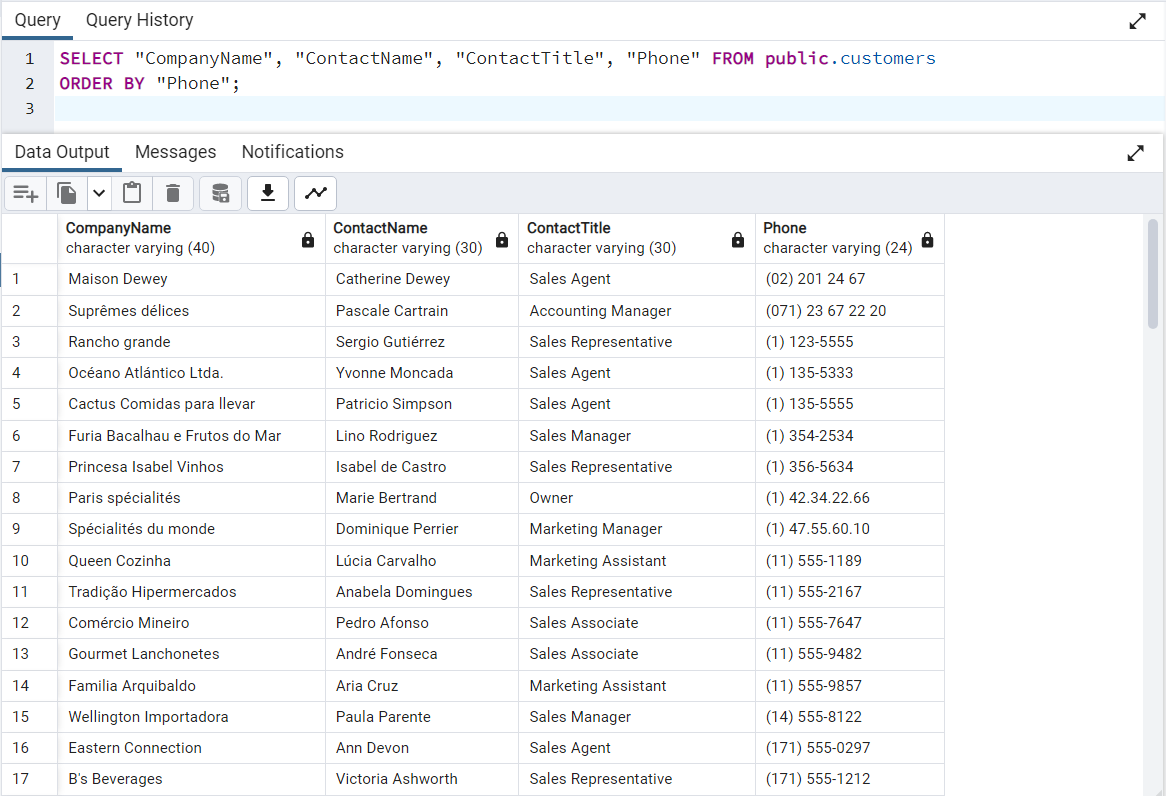 Query Query History
1 SELECT "CompanyName", "ContactName", "ContactTitle", "Phone" FROM public.customers
2 ORDER BY "Phone";
3
Data Output Messages Notifications
CompanyName ContactName ContactTitle Phone
character varying (40) character varying (30) character varying (30) character varying (24)
1 Maison Dewey Catherine Dewey Sales Agent (02) 201 24 67
2 Suprêmes délices Pascale Cartrain Accounting Manager (071) 23 67 22 20
3 Rancho grande Sergio Gutiérrez Sales Representative (1) 123-5555
4 Océano Atlántico Ltda. Yvonne Moncada Sales Agent (1) 135-5333
5 Cactus Comidas para llevar Patricio Simpson Sales Agent (1) 135-5555
6 Furia Bacalhau e Frutos do Mar Lino Rodriguez Sales Manager (1) 354-2534
7 Princesa Isabel Vinhos Isabel de Castro Sales Representative (1) 356-5634
8 Paris spécialités Marie Bertrand Owner (1) 42.34.22.66
9 Spécialités du monde Dominique Perrier Marketing Manager (1) 47.55.60.10
10 Queen Cozinha Lúcia Carvalho Marketing Assistant (11) 555-1189
11 Tradição Hipermercados Anabela Domingues Sales Representative (11) 555-2167
12 Comércio Mineiro Pedro Afonso Sales Associate (11) 555-7647
13 Gourmet Lanchonetes André Fonseca Sales Associate (11) 555-9482
14 Familia Arquibaldo Aria Cruz Marketing Assistant (11) 555-9857
15 Wellington Importadora Paula Parente Sales Manager (14) 555-8122
16 Eastern Connection Ann Devon Sales Agent (171) 555-0297
17 B's Beverages Victoria Ashworth Sales Representative (171) 555-1212